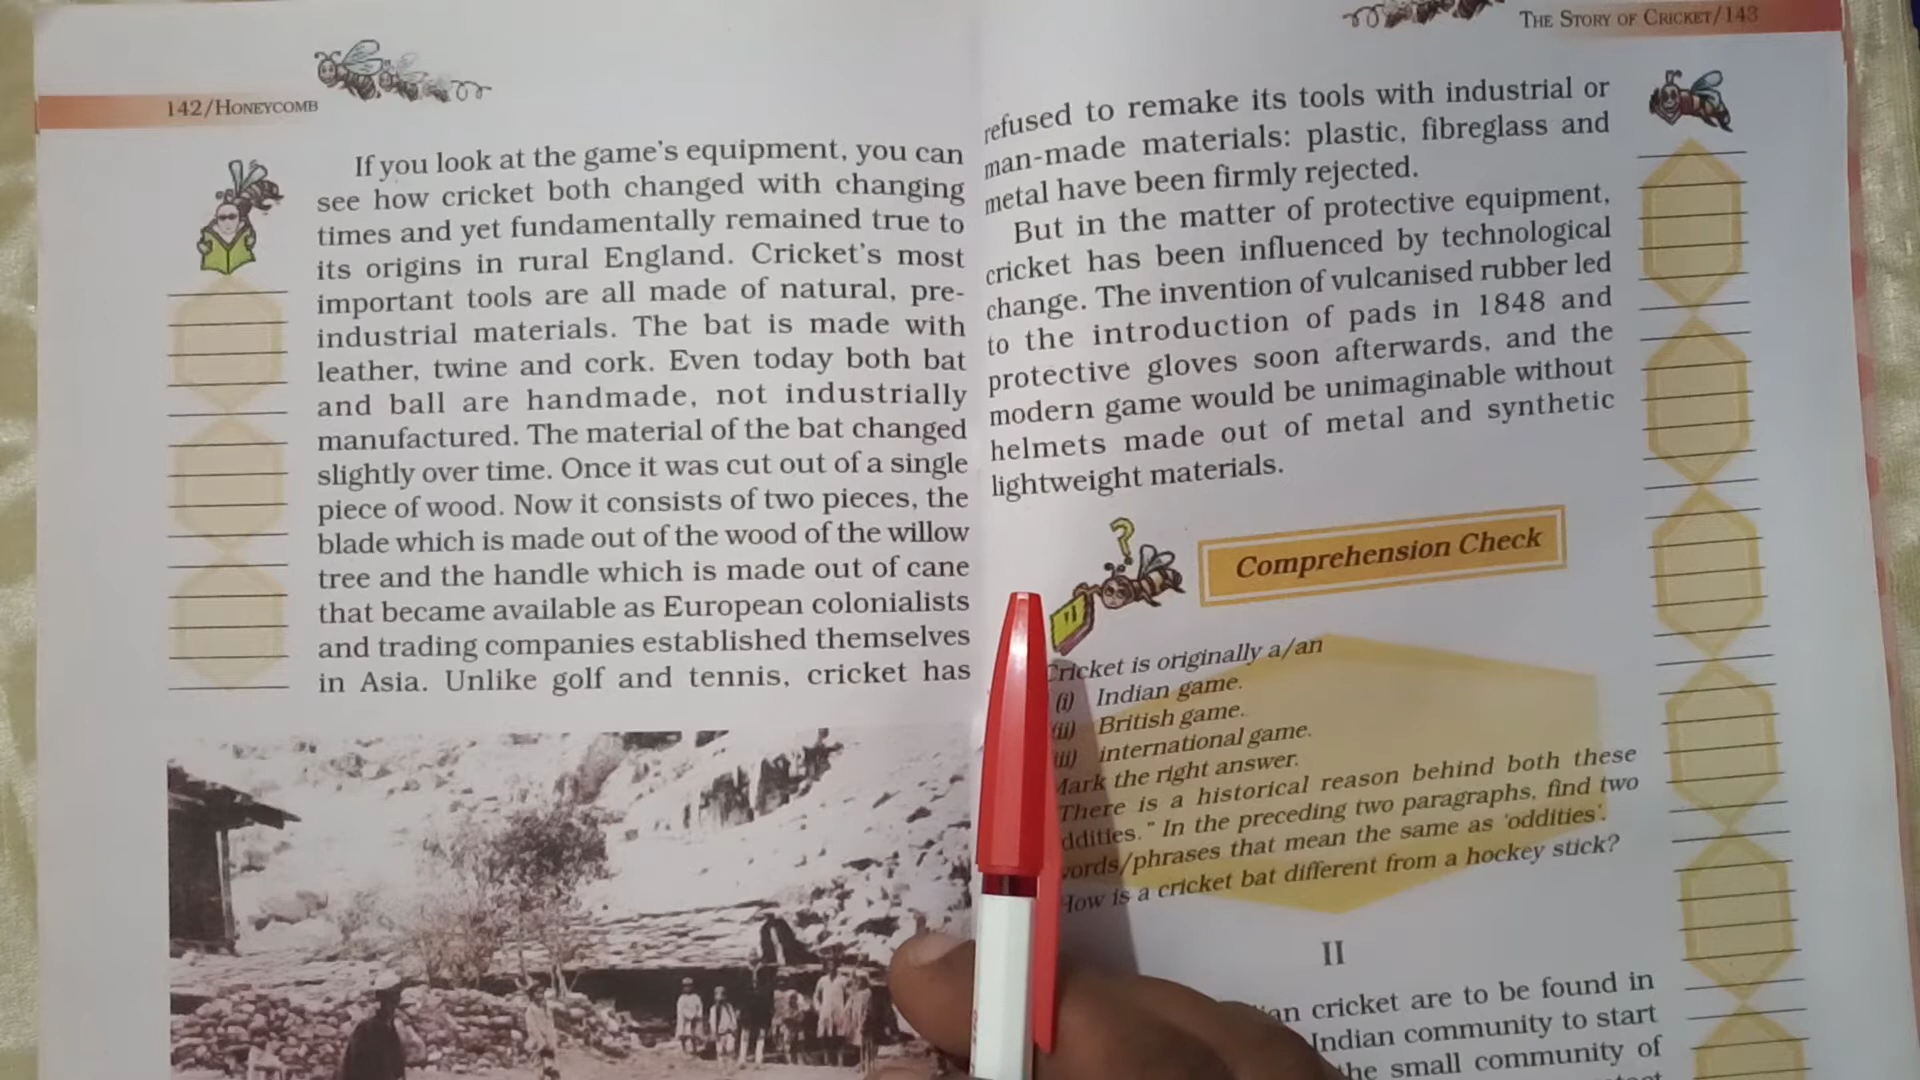 142/HONEYCOMB
If you look at the game's equipment, you can
see how cricket both changed with changing
times and yet fundamentally remained true to
its origins in rural England. Cricket's most
important tools are all made of natural, pre-
industrial materials. The bat is made with
leather, twine and cork. Even today both bat
and ball are handmade, not industrially
manufactured. The material of the bat changed
slightly over time. Once it was cut out of a single
piece of wood. Now it consists of two pieces, the
blade which is made out of the wood of the willow
tree and the handle which is made out of cane
that became available as European colonialists
and trading companies established themselves
in Asia. Unlike golf and tennis, cricket has
THE STORY OF CRICKET/143
refused to remake its tools with industrial or
man-made materials: plastic, fibreglass and
metal have been firmly rejected.
But in the matter of protective equipment,
cricket has been influenced by technological
change. The invention of vulcanised rubber led
to the introduction of pads in 1848 and
protective gloves soon afterwards, and the
modern game would be unimaginable without
helmets made out of metal and synthetic
lightweight materials.
?
Comprehension Check
Cricket is originally a/an
(i) Indian game.
(ii) British game.
(iii) international game.
Mark the right answer.
There is a historical reason behind both these
oddities." In the preceding two paragraphs, find two
words/phrases that mean the same as 'oddities'.
How is a cricket bat different from a hockey stick?
II
cricket are to be found in
Indian community to start
the small community of